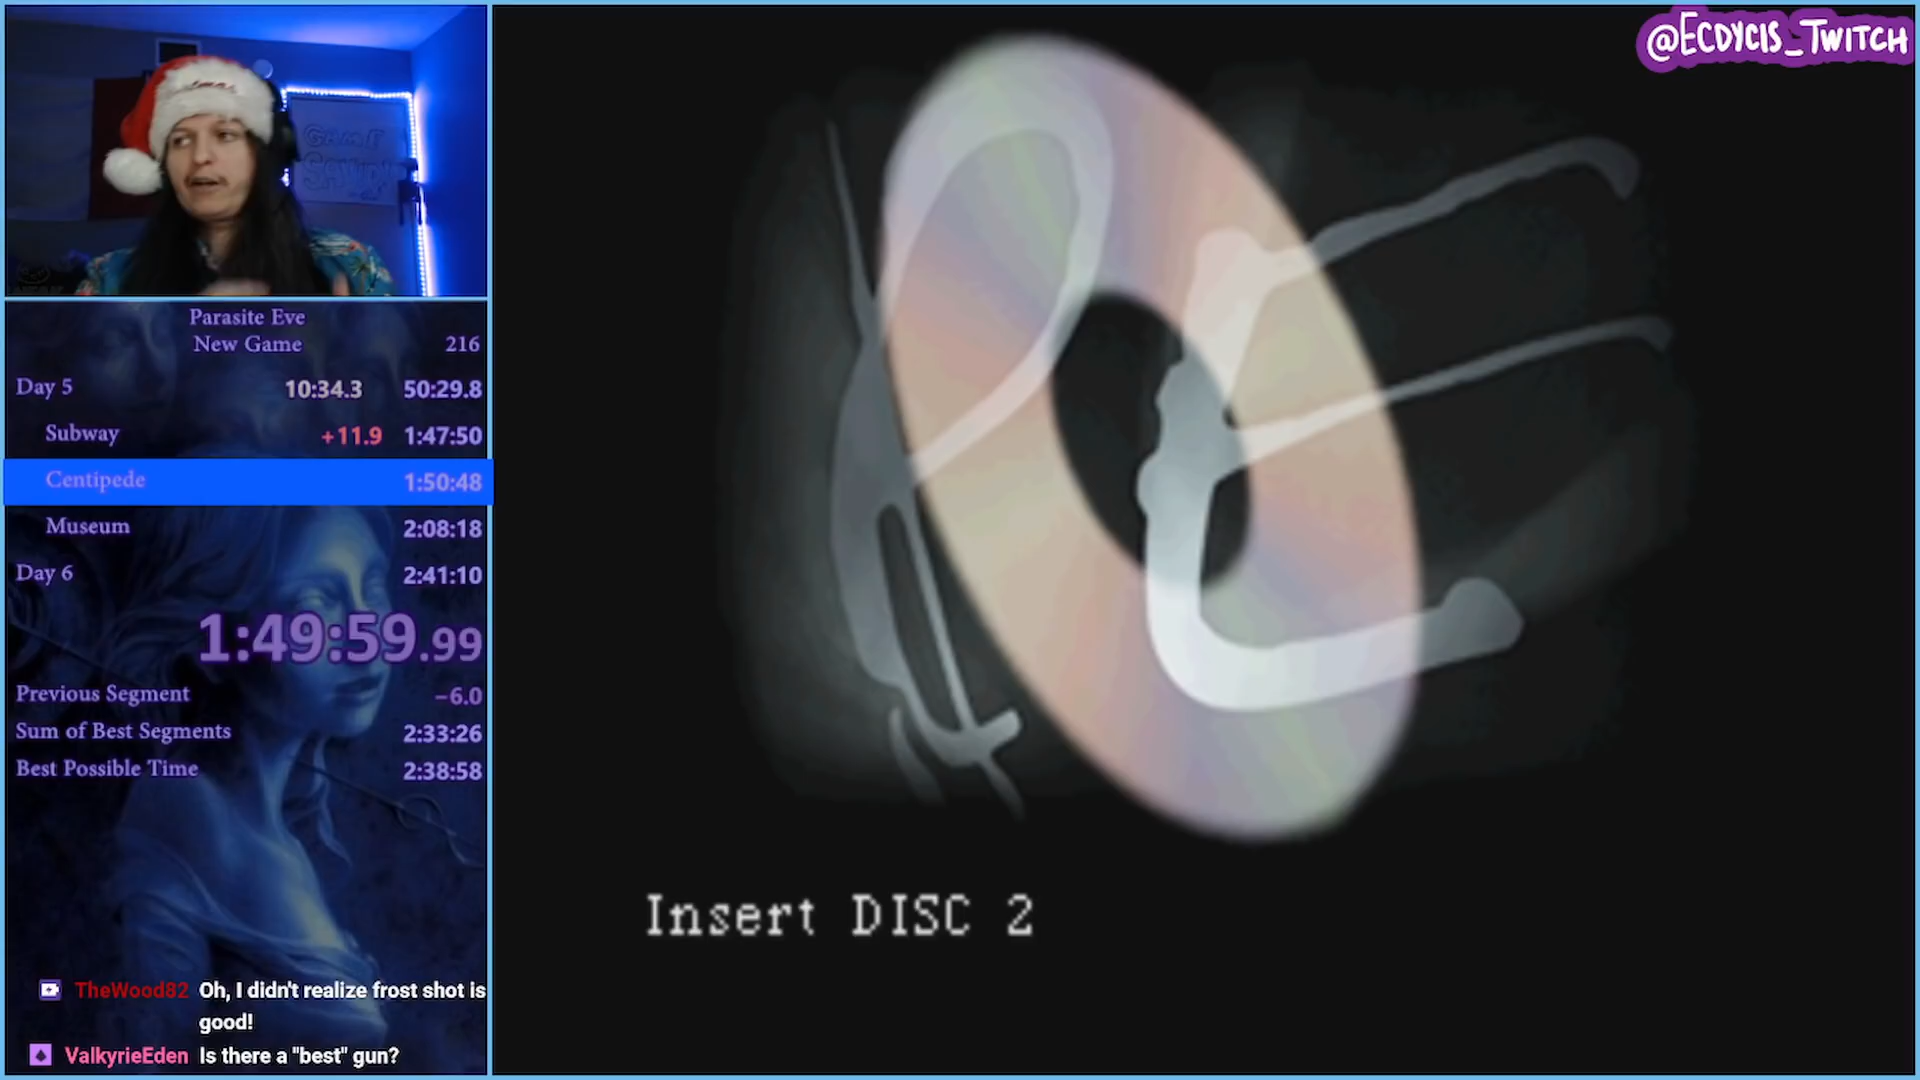 @ECDYCIS_TWITCH
GAME
Parasite Eve
New Game 216
Day 5 10:34.3 50:29.8
Subway +11.9 1:47:50
Centipede 1:50:48
Museum 2:08:18
Day 6 2:41:10
1:49:59.99
Previous Segment −6.0
Sum of Best Segments 2:33:26
Best Possible Time 2:38:58
TheWood82 Oh, I didn't realize frost shot is
good!
ValkyrieEden Is there a "best" gun?
Insert DISC 2